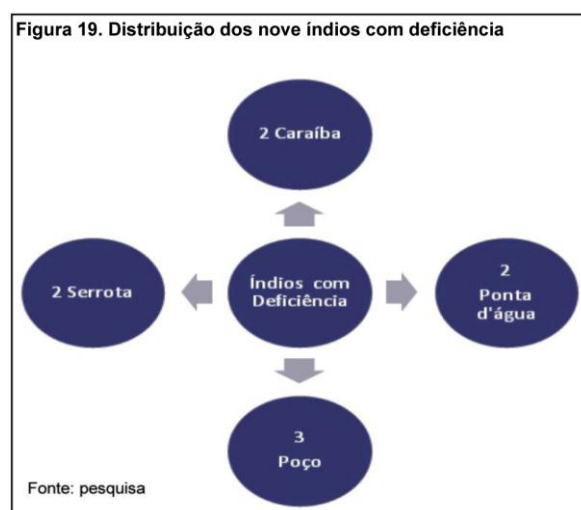 Figura 19. Distribuição dos nove índios com deficiência
2 Caraíba
2 Serrota
Índios com
Deficiência
2
Ponta
d'água
3
Poço
Fonte: pesquisa